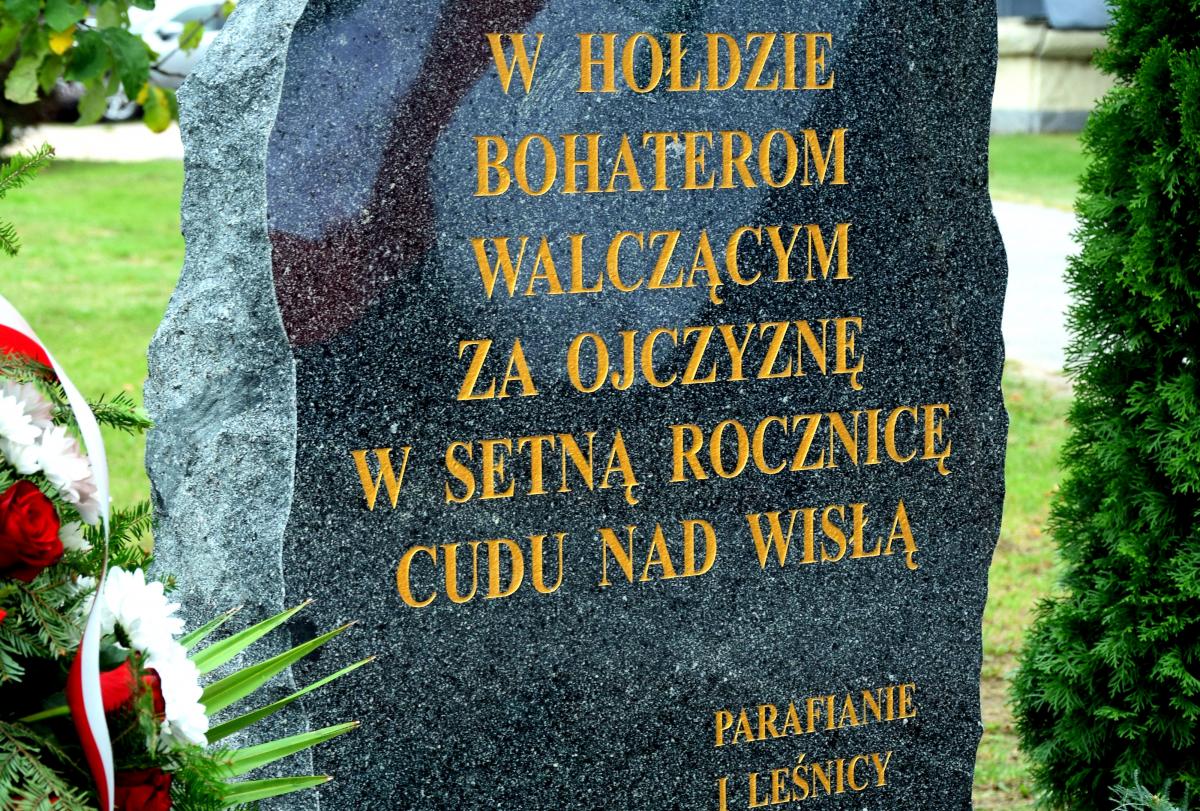 W HOŁDZIE
BOHATEROM
WALCZĄCYM
ZA OJCZYZNĘ
W SETNĄ ROCZNICĘ
CUDU NAD WISŁĄ
PARAFIANIE
I LEŚNICY